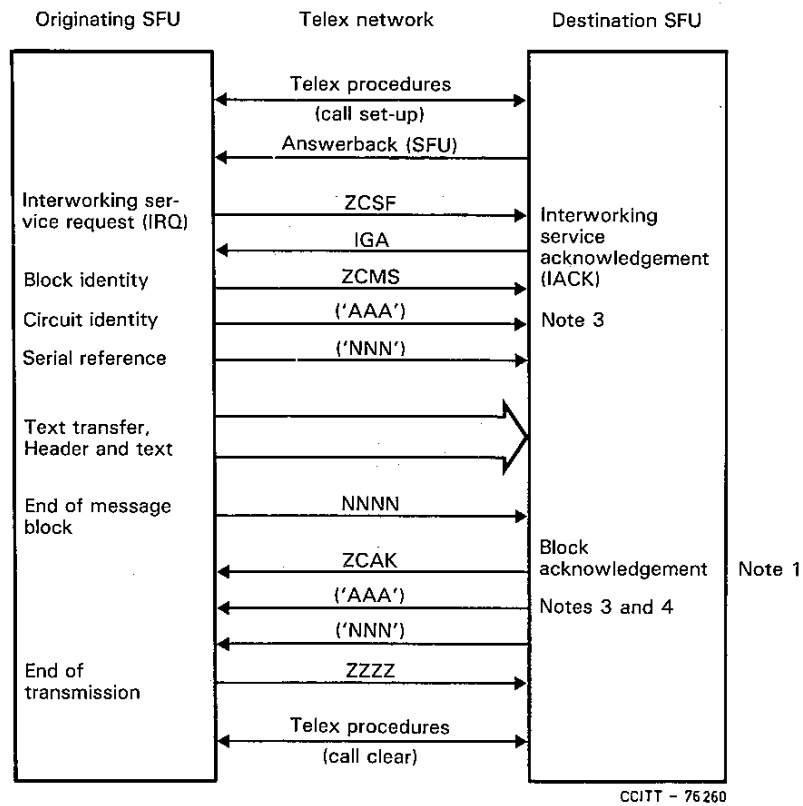 Originating SFU
Telex network
Destination SFU
Telex procedures
(call set-up)
Answerback (SFU)
Interworking ser-
vice request (IRQ)
ZCSF
Interworking
service
acknowledgement
(IACK)
IGA
Block identity
ZCMS
Circuit identity
('AAA')
Note 3
Serial reference
('NNN')
Text transfer,
Header and text
End of message
block
NNNN
Block
acknowledgement
Note 1
ZCAK
('AAA')
Notes 3 and 4
('NNN')
End of
transmission
ZZZZ
Telex procedures
(call clear)
CCITT – 76260